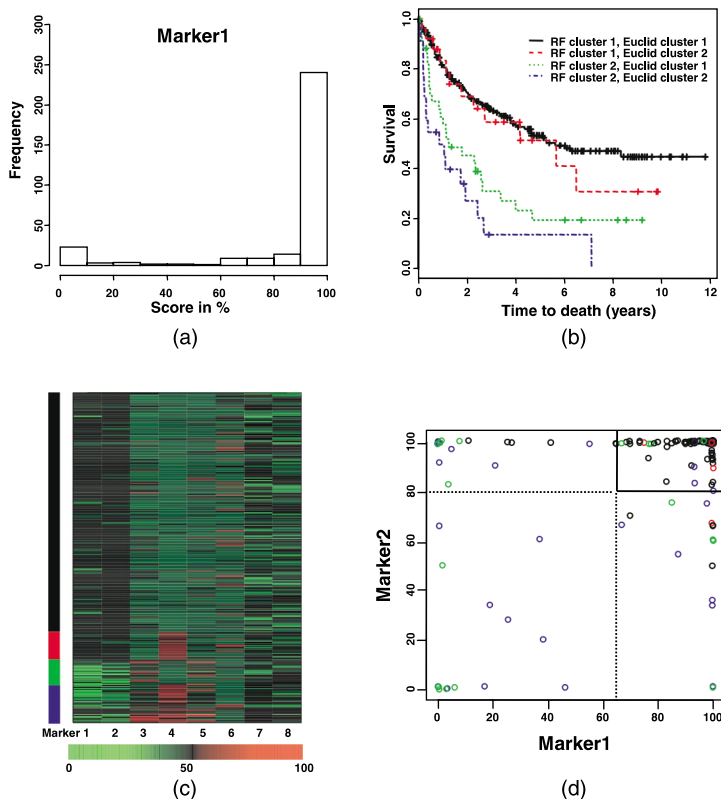 Marker1
Frequency
0 50 100 150 200 250 300
0 20 40 60 80 100
Score in %
(a)
RF cluster 1, Euclid cluster 1
RF cluster 1, Euclid cluster 2
RF cluster 2, Euclid cluster 1
RF cluster 2, Euclid cluster 2
Survival
0.0 0.2 0.4 0.6 0.8 1.0
0 2 4 6 8 10 12
Time to death (years)
(b)
Marker 1 2 3 4 5 6 7 8
0 50 100
(c)
Marker2
0 20 40 60 80 100
0 20 40 60 80 100
Marker1
(d)